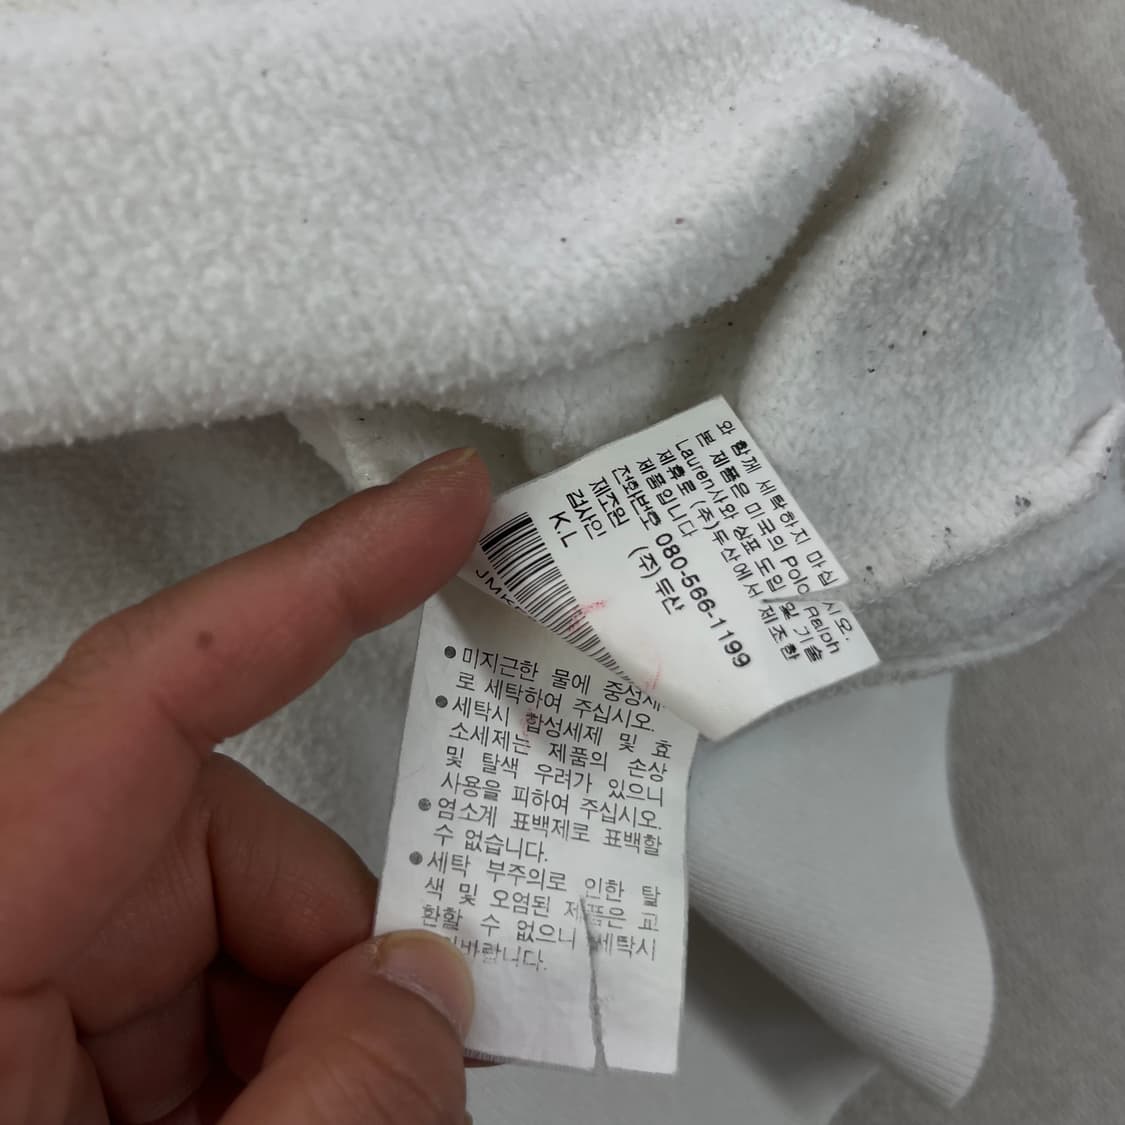 와 함께 세탁하지 마십시오.
본 제품은 미국의 Polo Ralph
Lauren사와 상표 도입 및 기술
제휴로 (주)두산에서 제조한
제품입니다
전화번호 080-566-1199
제조원 (주)두산
검사인
K.L
● 미지근한 물에 중성세
로 세탁하여 주십시오.
● 세탁시 합성세제 및 효
소세제는 제품의 손상
및 탈색 우려가 있으니
사용을 피하여 주십시오.
● 염소계 표백제로 표백할
수 없습니다.
● 세탁 부주의로 인한 탈
색 및 오염된 제품은 교
환할 수 없으니 세탁시
바랍니다.